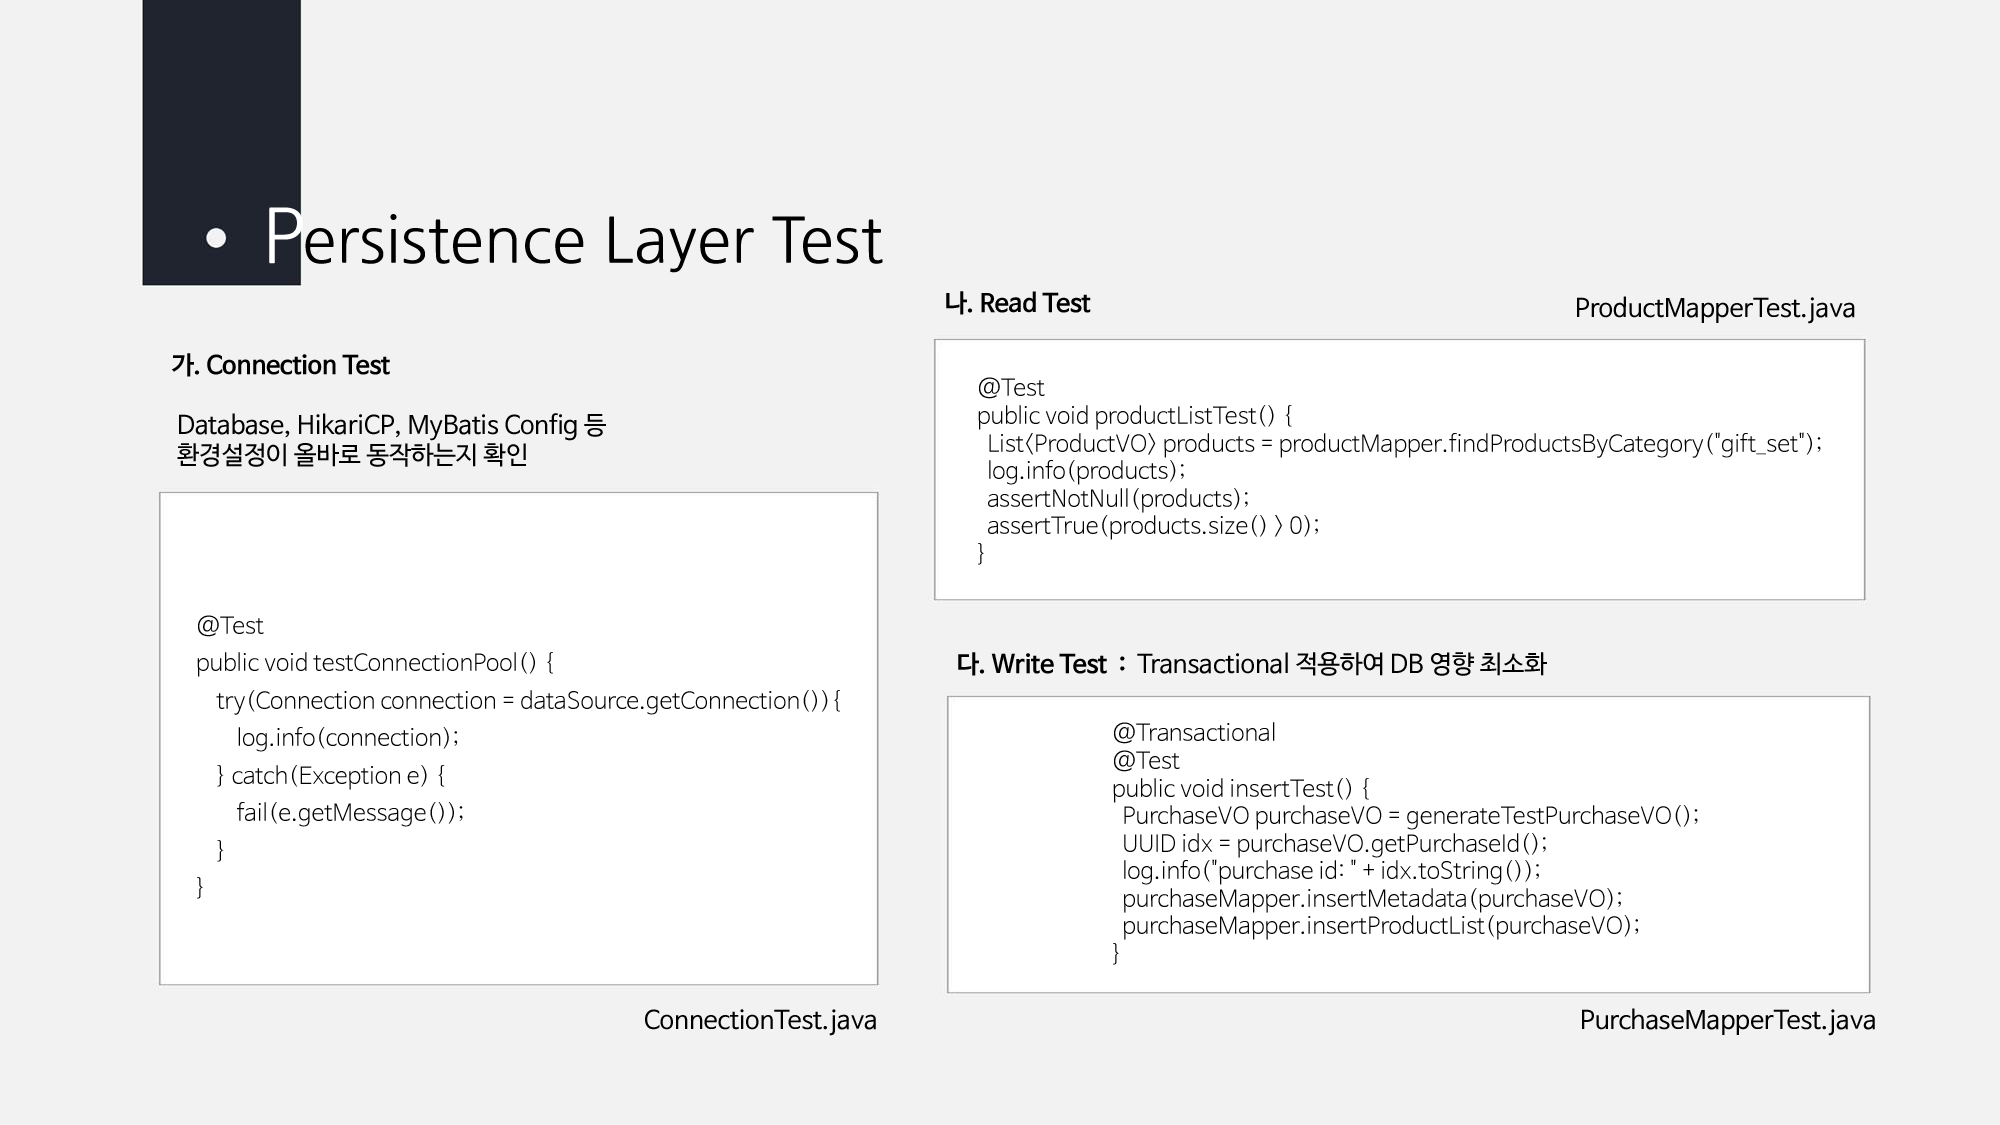 • Persistence Layer Test
가. Connection Test
Database, HikariCP, MyBatis Config 등
환경설정이 올바로 동작하는지 확인
@Test
public void testConnectionPool() {
try(Connection connection = dataSource.getConnection()){
log.info(connection);
} catch(Exception e) {
fail(e.getMessage());
}
}
ConnectionTest.java
나. Read Test
ProductMapperTest.java
@Test
public void productListTest() {
List<ProductVO> products = productMapper.findProductsByCategory("gift_set");
log.info(products);
assertNotNull(products);
assertTrue(products.size() > 0);
}
다. Write Test : Transactional 적용하여 DB 영향 최소화
@Transactional
@Test
public void insertTest() {
PurchaseVO purchaseVO = generateTestPurchaseVO();
UUID idx = purchaseVO.getPurchaseId();
log.info("purchase id: " + idx.toString());
purchaseMapper.insertMetadata(purchaseVO);
purchaseMapper.insertProductList(purchaseVO);
}
PurchaseMapperTest.java